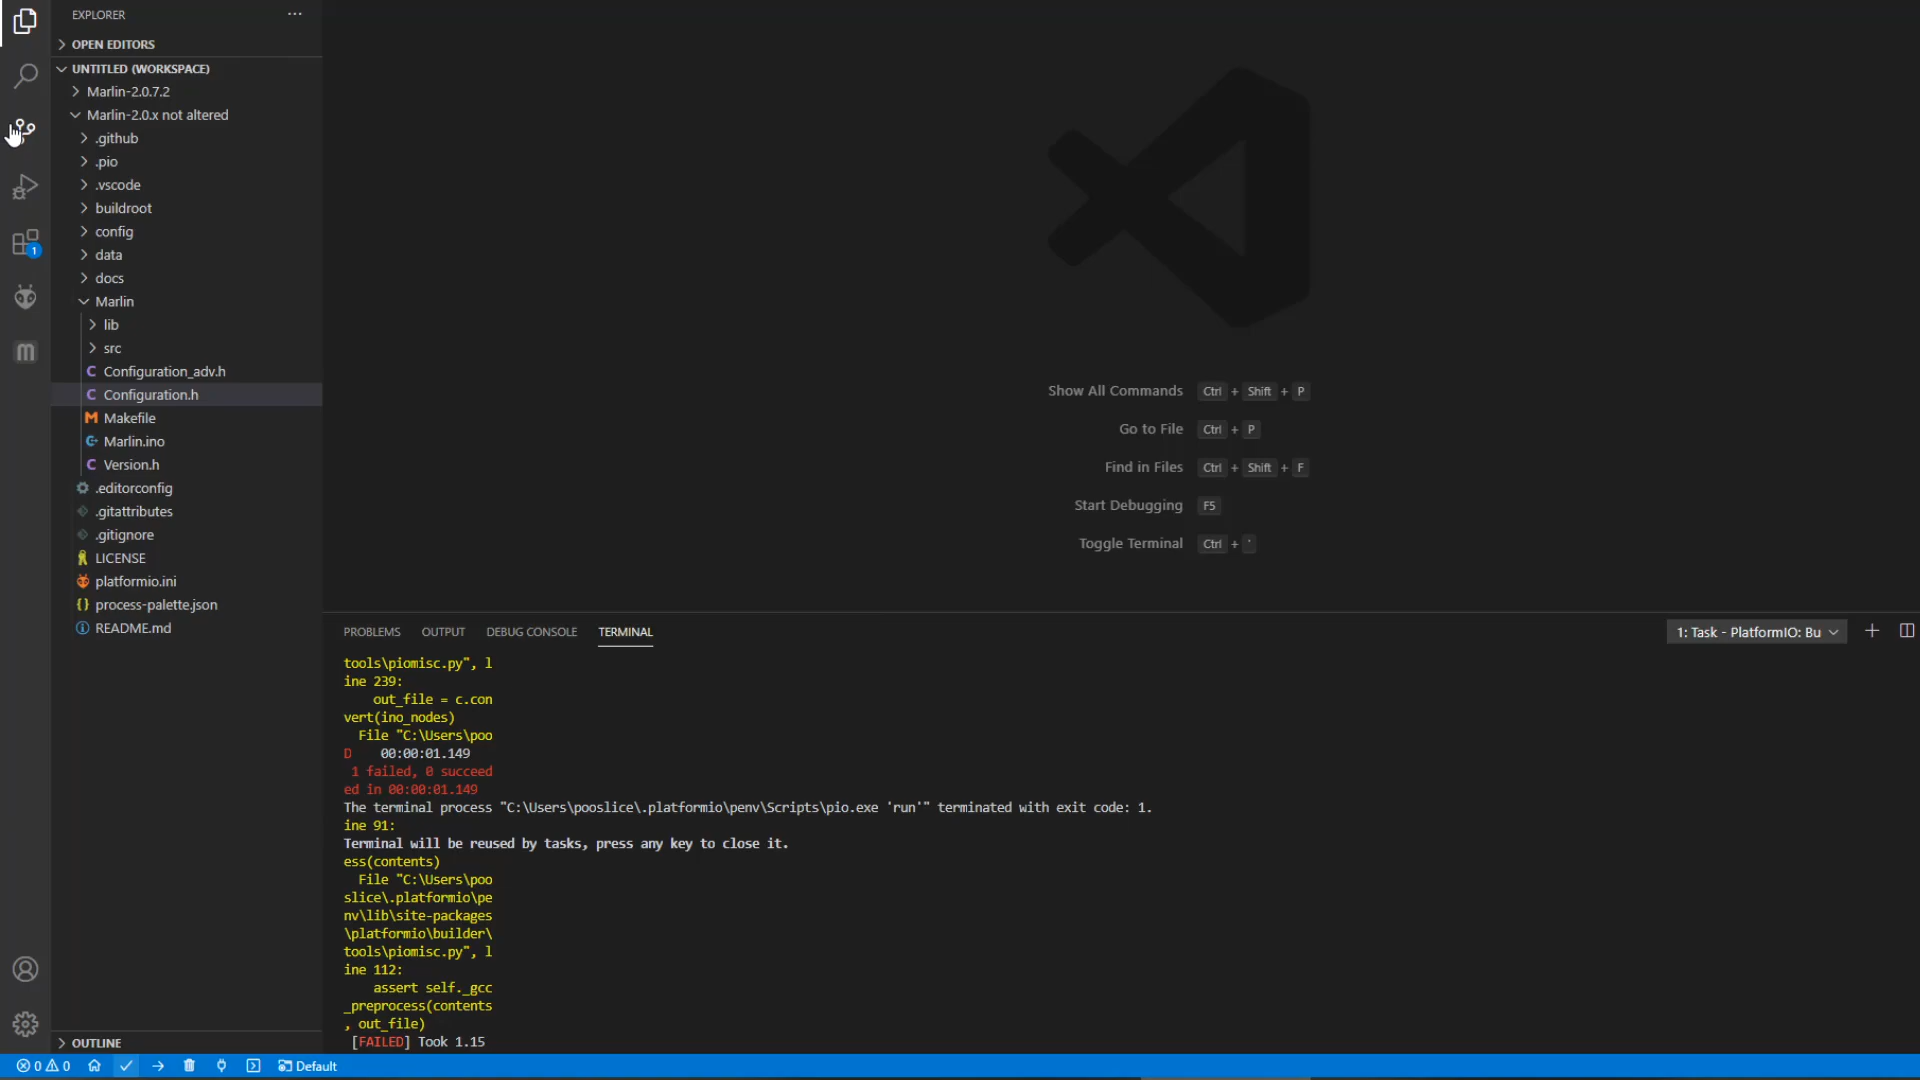 EXPLORER
OPEN EDITORS
UNTITLED (WORKSPACE)
Marlin-2.0.7.2
Marlin-2.0.x not altered
.github
.pio
.vscode
buildroot
config
data
docs
Marlin
lib
src
Configuration_adv.h
Configuration.h
Makefile
Marlin.ino
Version.h
.editorconfig
.gitattributes
.gitignore
LICENSE
platformio.ini
process-palette.json
README.md
OUTLINE
Show All Commands Ctrl + Shift + P
Go to File Ctrl + P
Find in Files Ctrl + Shift + F
Start Debugging F5
Toggle Terminal Ctrl + '
PROBLEMS OUTPUT DEBUG CONSOLE TERMINAL 1: Task - PlatformIO: Bu
tools\piomisc.py", l
ine 239:
out_file = c.con
vert(ino_nodes)
File "C:\Users\poo
D 00:00:01.149
1 failed, 0 succeed
ed in 00:00:01.149
The terminal process "C:\Users\pooslice\.platformio\penv\Scripts\pio.exe 'run'" terminated with exit code: 1.
ine 91:
Terminal will be reused by tasks, press any key to close it.
ess(contents)
File "C:\Users\poo
slice\.platformio\pe
nv\lib\site-packages
\platformio\builder\
tools\piomisc.py", l
ine 112:
assert self._gcc
_preprocess(contents
, out_file)
[FAILED] Took 1.15
0 0 Default
1
m